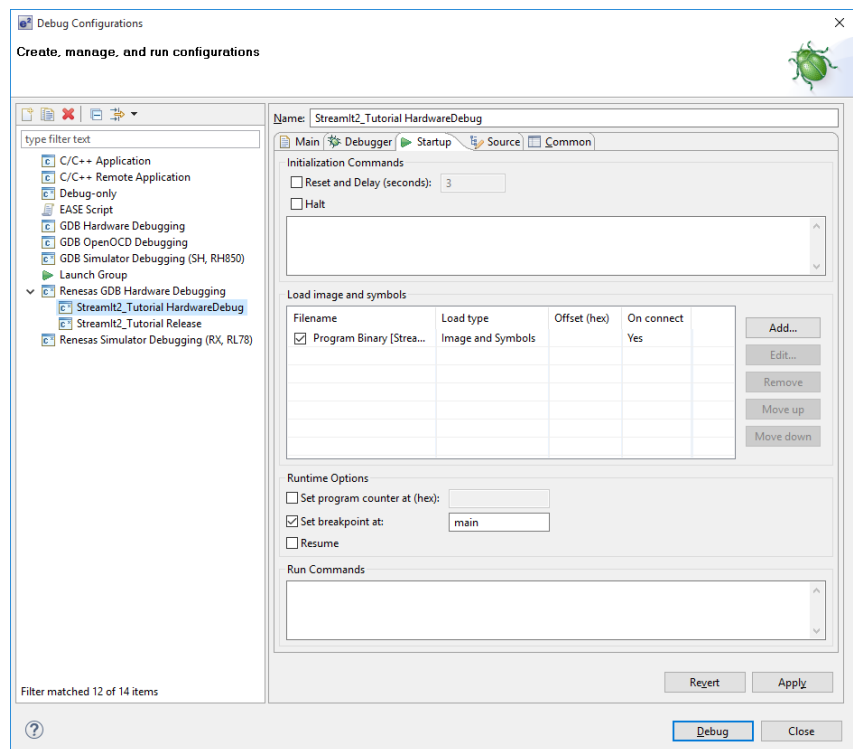 e² Debug Configurations
Create, manage, and run configurations
type filter text
C/C++ Application
C/C++ Remote Application
Debug-only
EASE Script
GDB Hardware Debugging
GDB OpenOCD Debugging
GDB Simulator Debugging (SH, RH850)
Launch Group
Renesas GDB Hardware Debugging
StreamIt2_Tutorial HardwareDebug
StreamIt2_Tutorial Release
Renesas Simulator Debugging (RX, RL78)
Filter matched 12 of 14 items
Name: StreamIt2_Tutorial HardwareDebug
Main Debugger Startup Source Common
Initialization Commands
Reset and Delay (seconds): 3
Halt
Load image and symbols
Filename Load type Offset (hex) On connect
Program Binary [Strea... Image and Symbols Yes
Add...
Edit...
Remove
Move up
Move down
Runtime Options
Set program counter at (hex):
Set breakpoint at: main
Resume
Run Commands
Revert Apply
? Debug Close